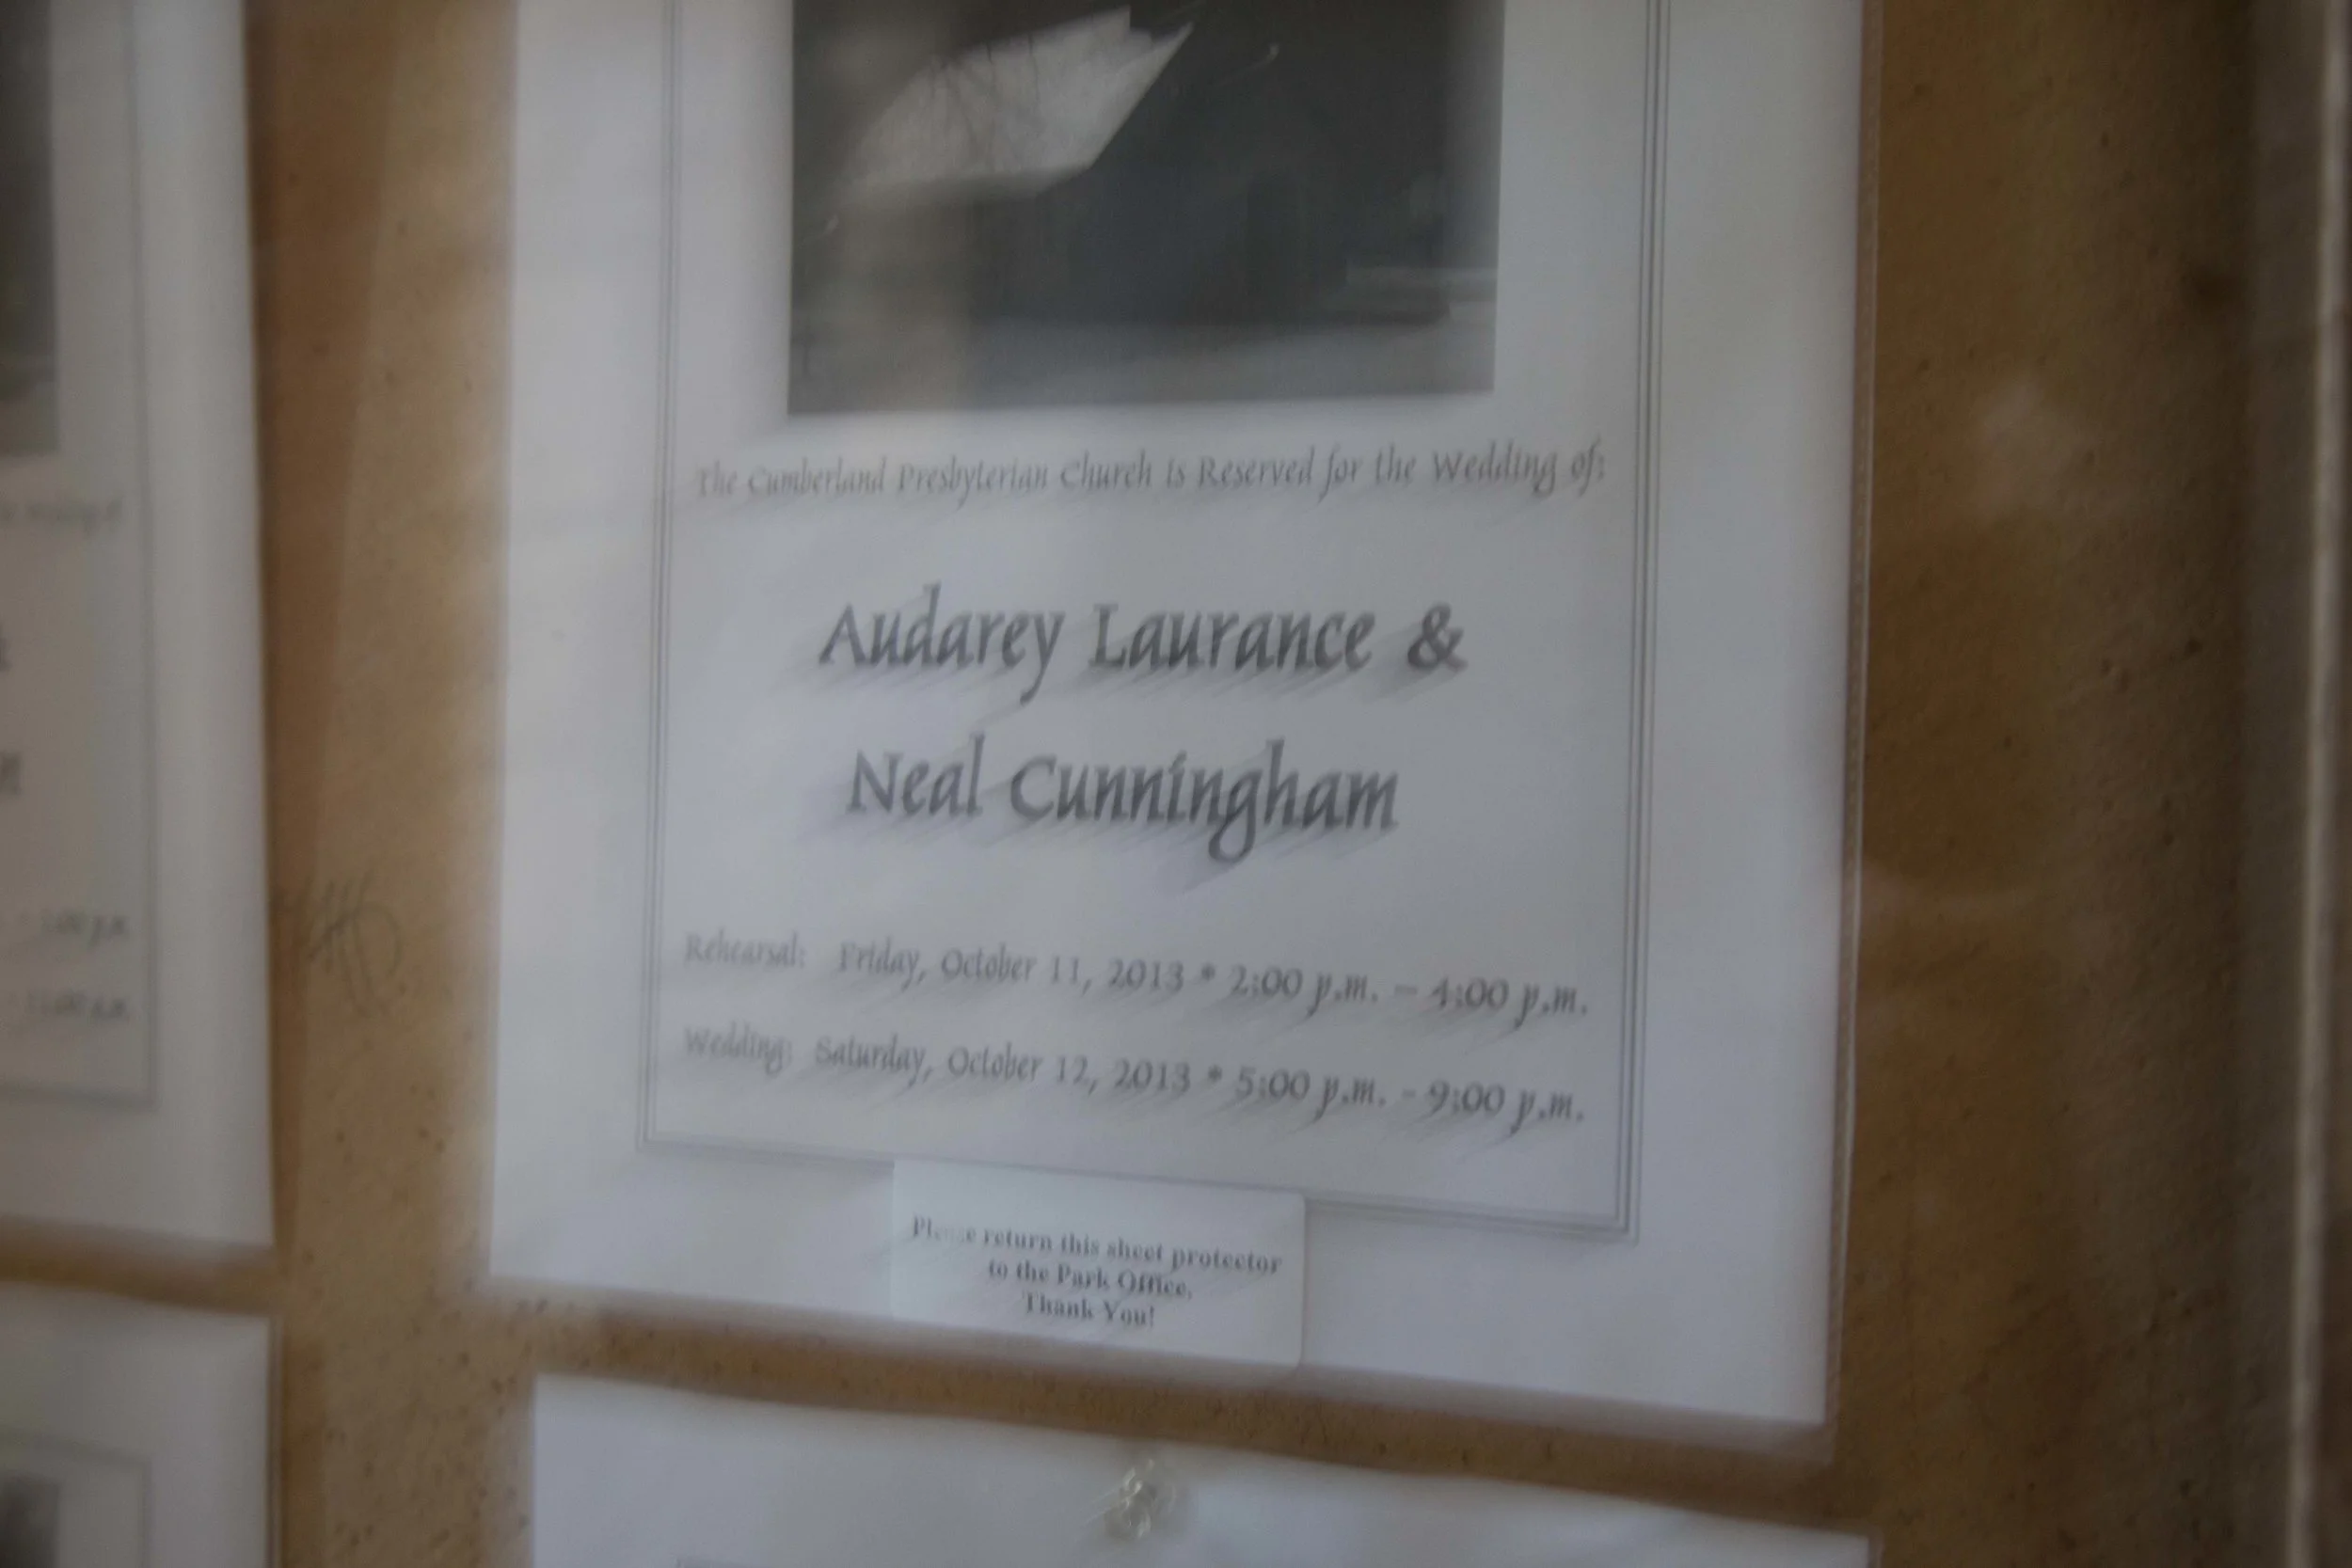 The Cumberland Presbyterian Church is Reserved for the Wedding of:
Audarey Laurance &
Neal Cunningham
Rehearsal: Friday, October 11, 2013 * 2:00 p.m. – 4:00 p.m.
Wedding: Saturday, October 12, 2013 * 5:00 p.m. - 9:00 p.m.
Please return this sheet protector
to the Park Office.
Thank You!